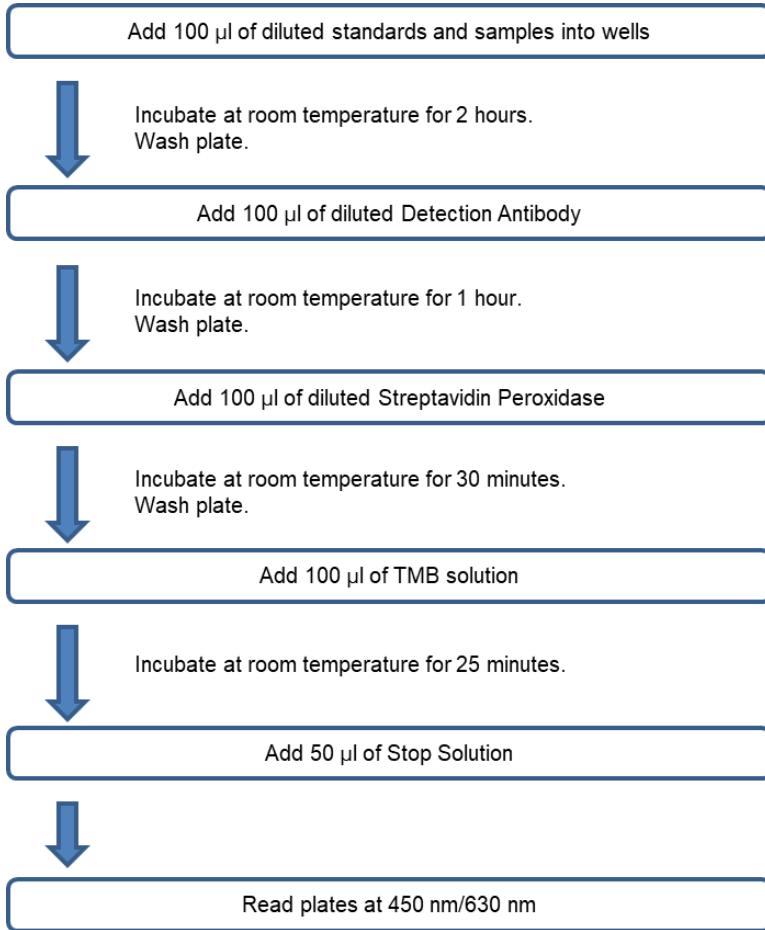 Add 100 µl of diluted standards and samples into wells
Incubate at room temperature for 2 hours.
Wash plate.
Add 100 µl of diluted Detection Antibody
Incubate at room temperature for 1 hour.
Wash plate.
Add 100 µl of diluted Streptavidin Peroxidase
Incubate at room temperature for 30 minutes.
Wash plate.
Add 100 µl of TMB solution
Incubate at room temperature for 25 minutes.
Add 50 µl of Stop Solution
Read plates at 450 nm/630 nm